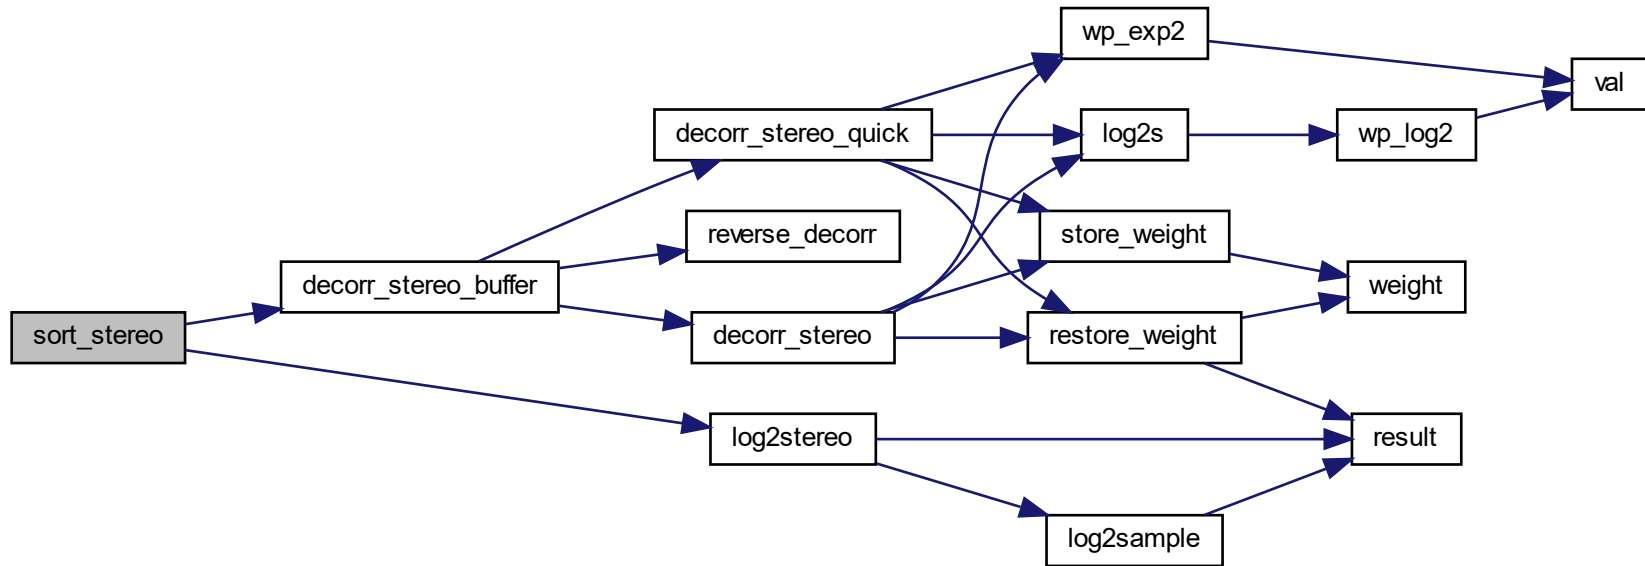 wp_exp2
val
decorr_stereo_quick
log2s
wp_log2
reverse_decorr
store_weight
decorr_stereo_buffer
weight
sort_stereo
decorr_stereo
restore_weight
log2stereo
result
log2sample